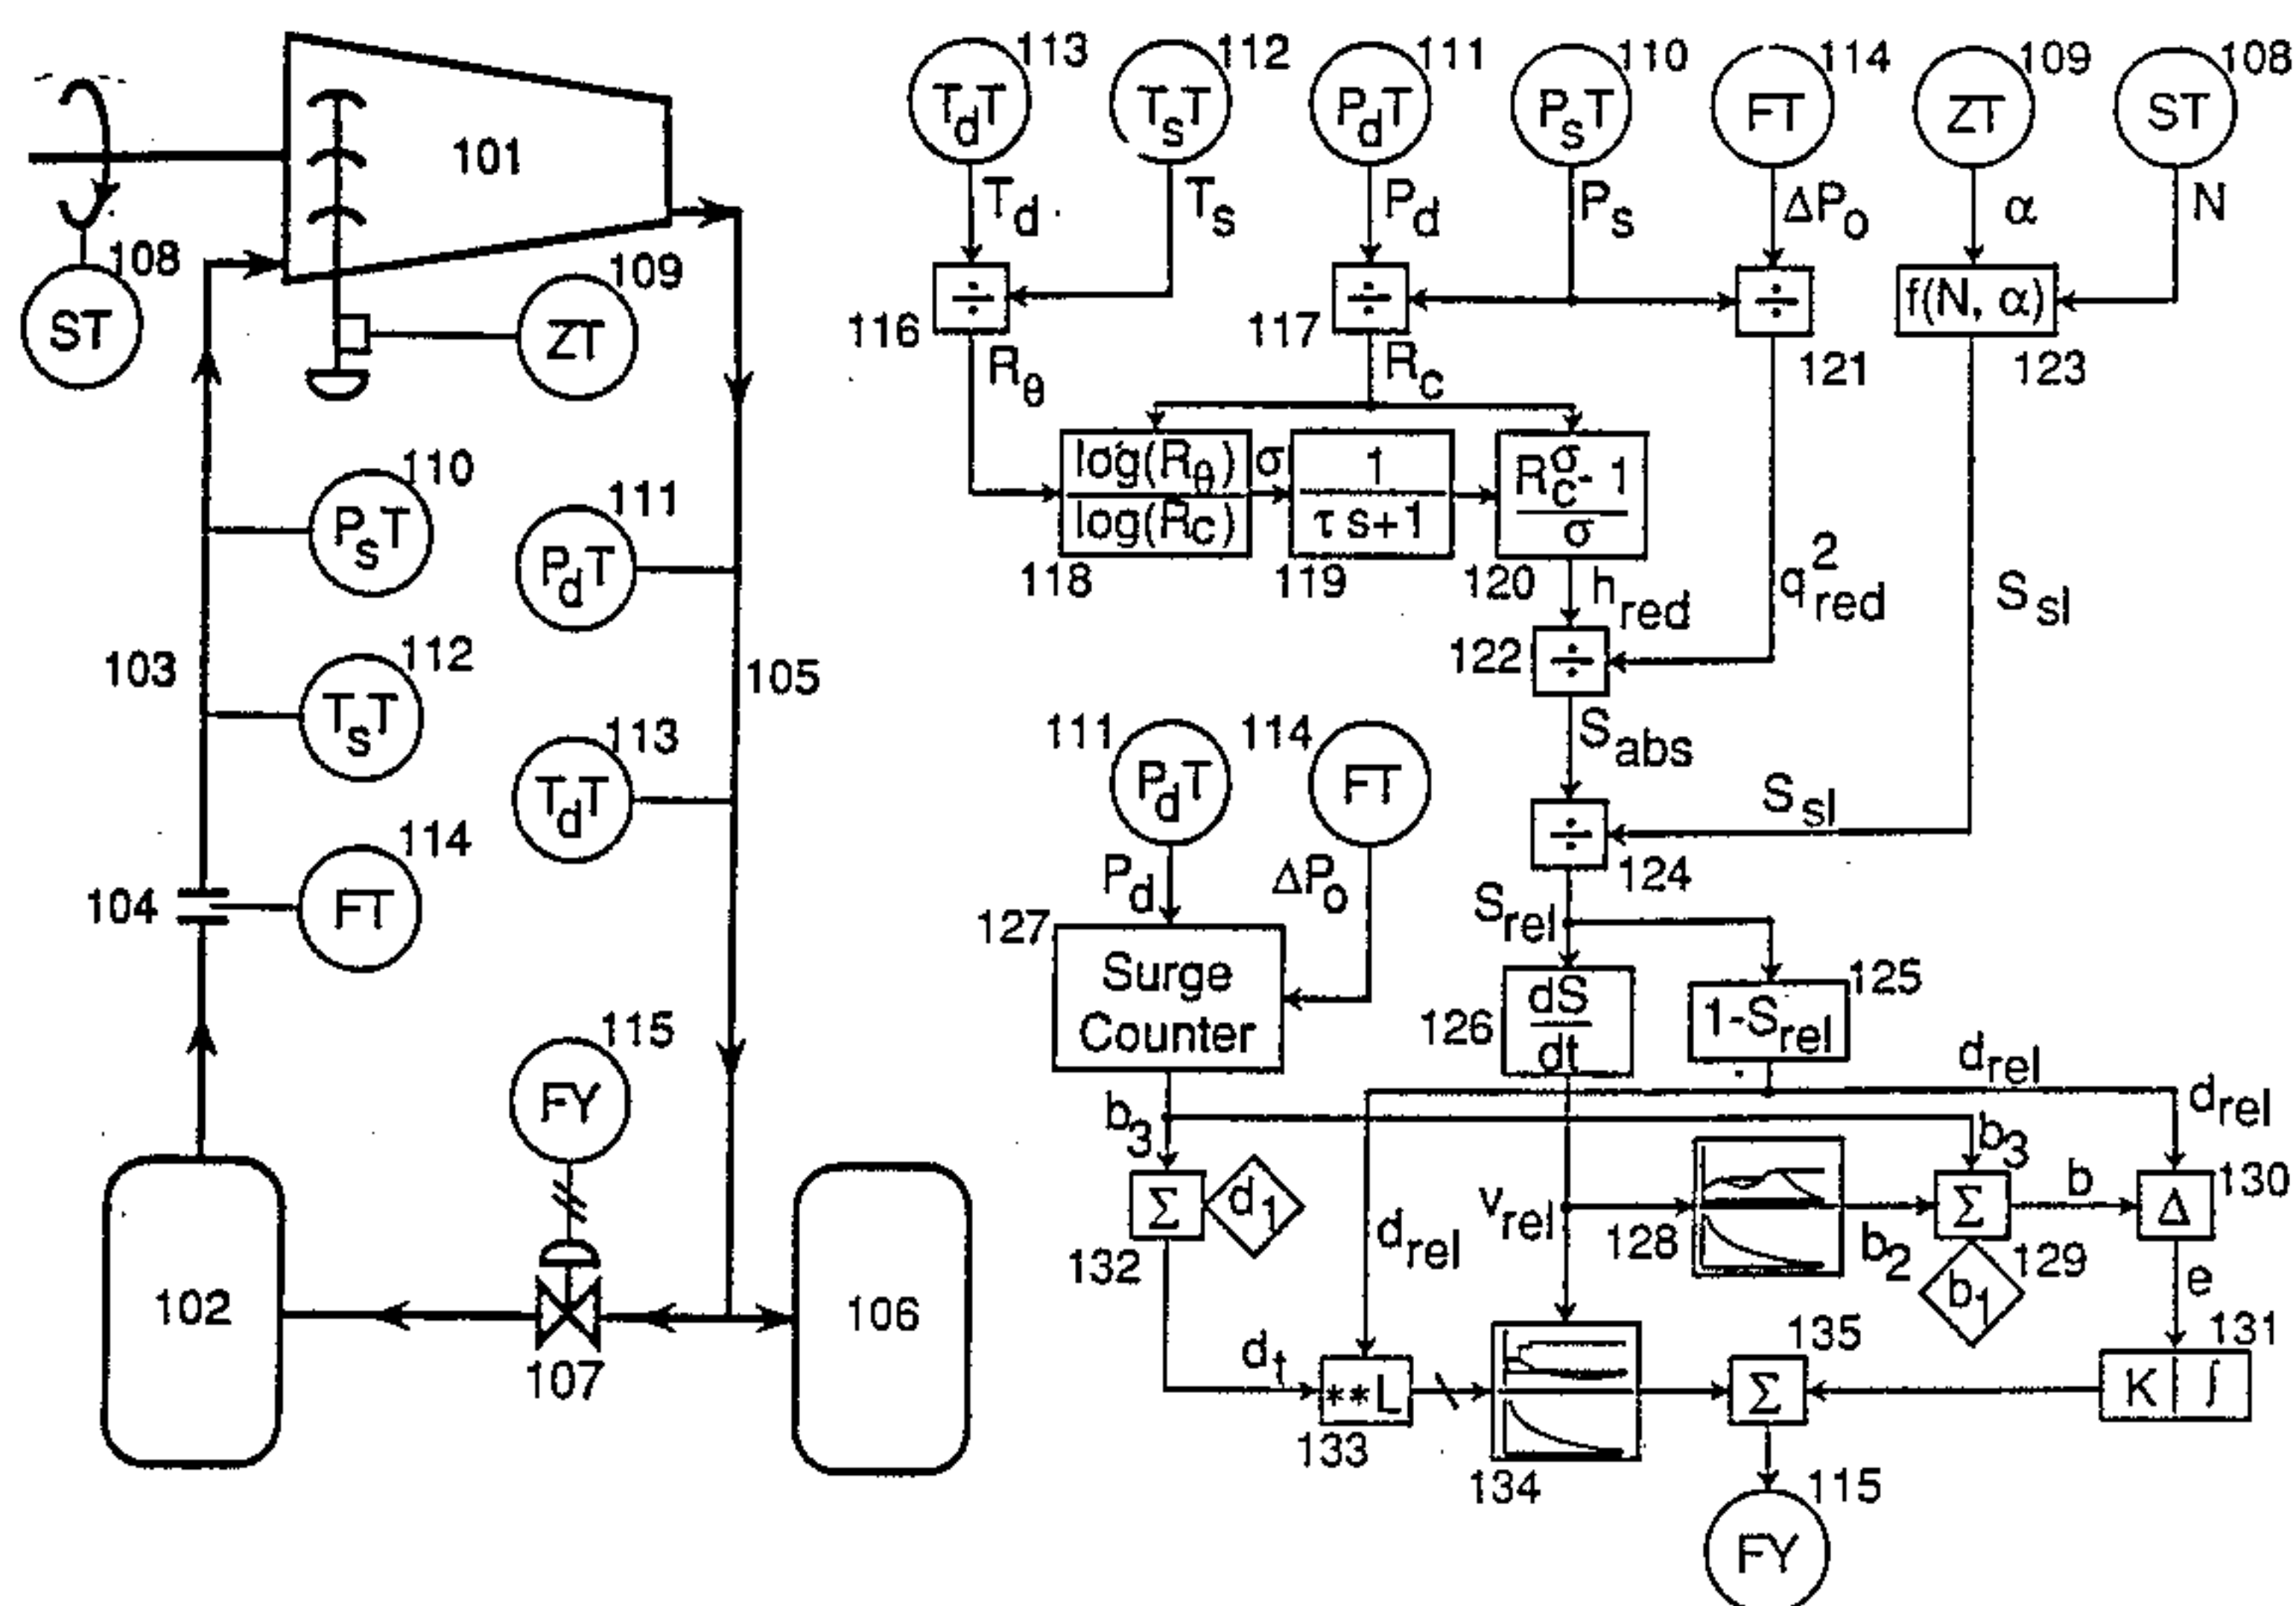 101
108
ST
109
ZT
110
PsT
111
PdT
103
112
TsT
105
113
TdT
114
104
FT
115
FY
102
106
107
113
TdT
112
TsT
111
PdT
110
PsT
114
FT
109
ZT
108
ST
Td
Ts
Pd
Ps
ΔPo
α
N
÷
÷
÷
f(N, α)
116
117
121
123
Rθ
Rc
log(Rθ)
log(Rc)
σ
1
τ s+1
Rc^σ - 1
σ
118
119
120
hred
q²red
Ssl
122
÷
Sabs
111
PdT
114
FT
÷
Ssl
124
Pd
ΔPo
Srel
127
Surge
Counter
126
dS
dt
125
1-Srel
drel
drel
b3
b3
Σ
d1
132
drel
vrel
128
b2
Σ
b
129
b1
Δ
130
e
dt
**L
133
134
135
Σ
131
K ∫
115
FY